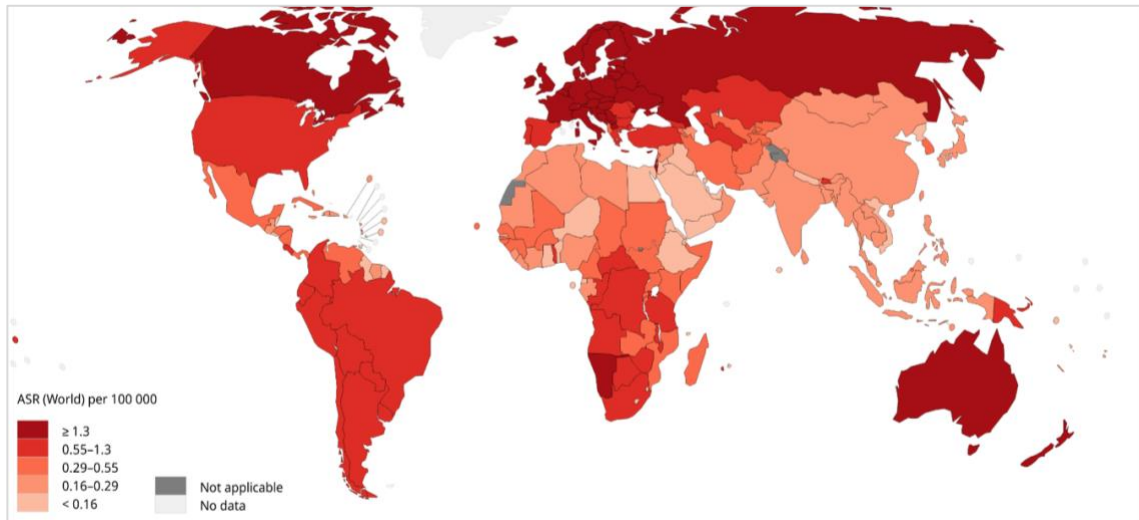 ASR (World) per 100 000
≥ 1.3
0.55–1.3
0.29–0.55
0.16–0.29
< 0.16
Not applicable
No data